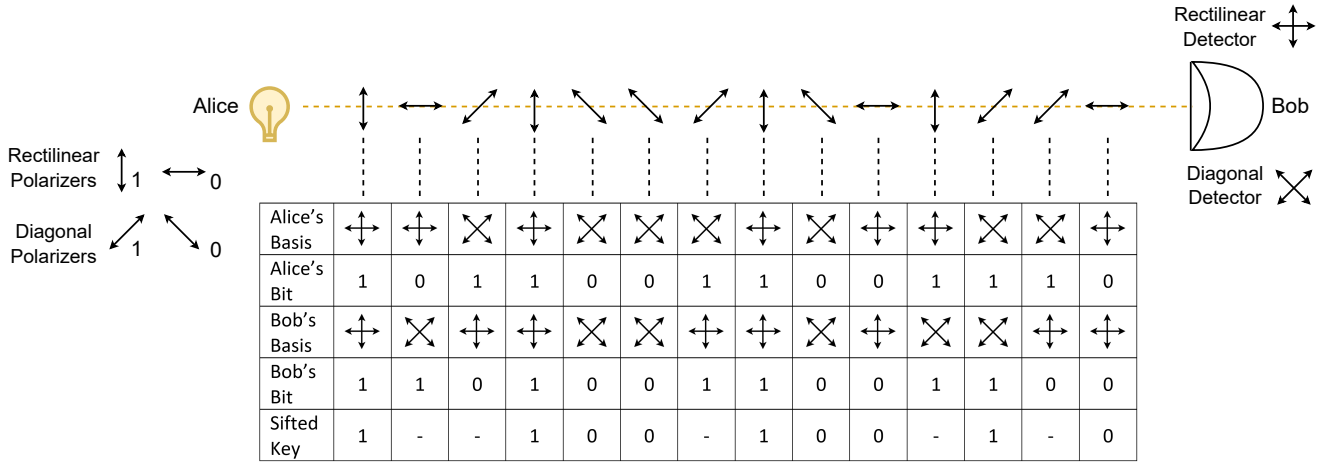 Rectilinear
Detector
Alice
Bob
Rectilinear
Polarizers
1
0
Diagonal
Polarizers
1
0
Diagonal
Detector
Alice's
Basis
Alice's
Bit
1 0 1 1 0 0 1 1 0 0 1 1 1 0
Bob's
Basis
Bob's
Bit
1 1 0 1 0 0 1 1 0 0 1 1 0 0
Sifted
Key
1 - - 1 0 0 - 1 0 0 - 1 - 0